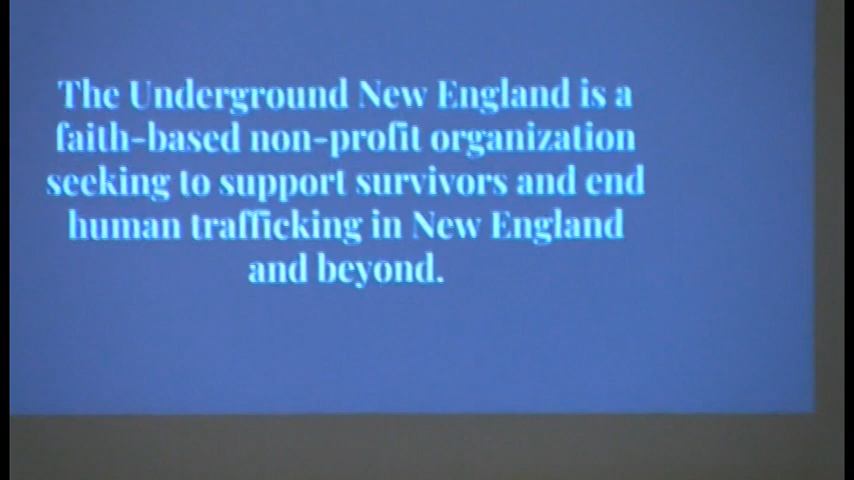 The Underground New England is a
faith-based non-profit organization
seeking to support survivors and end
human trafficking in New England
and beyond.